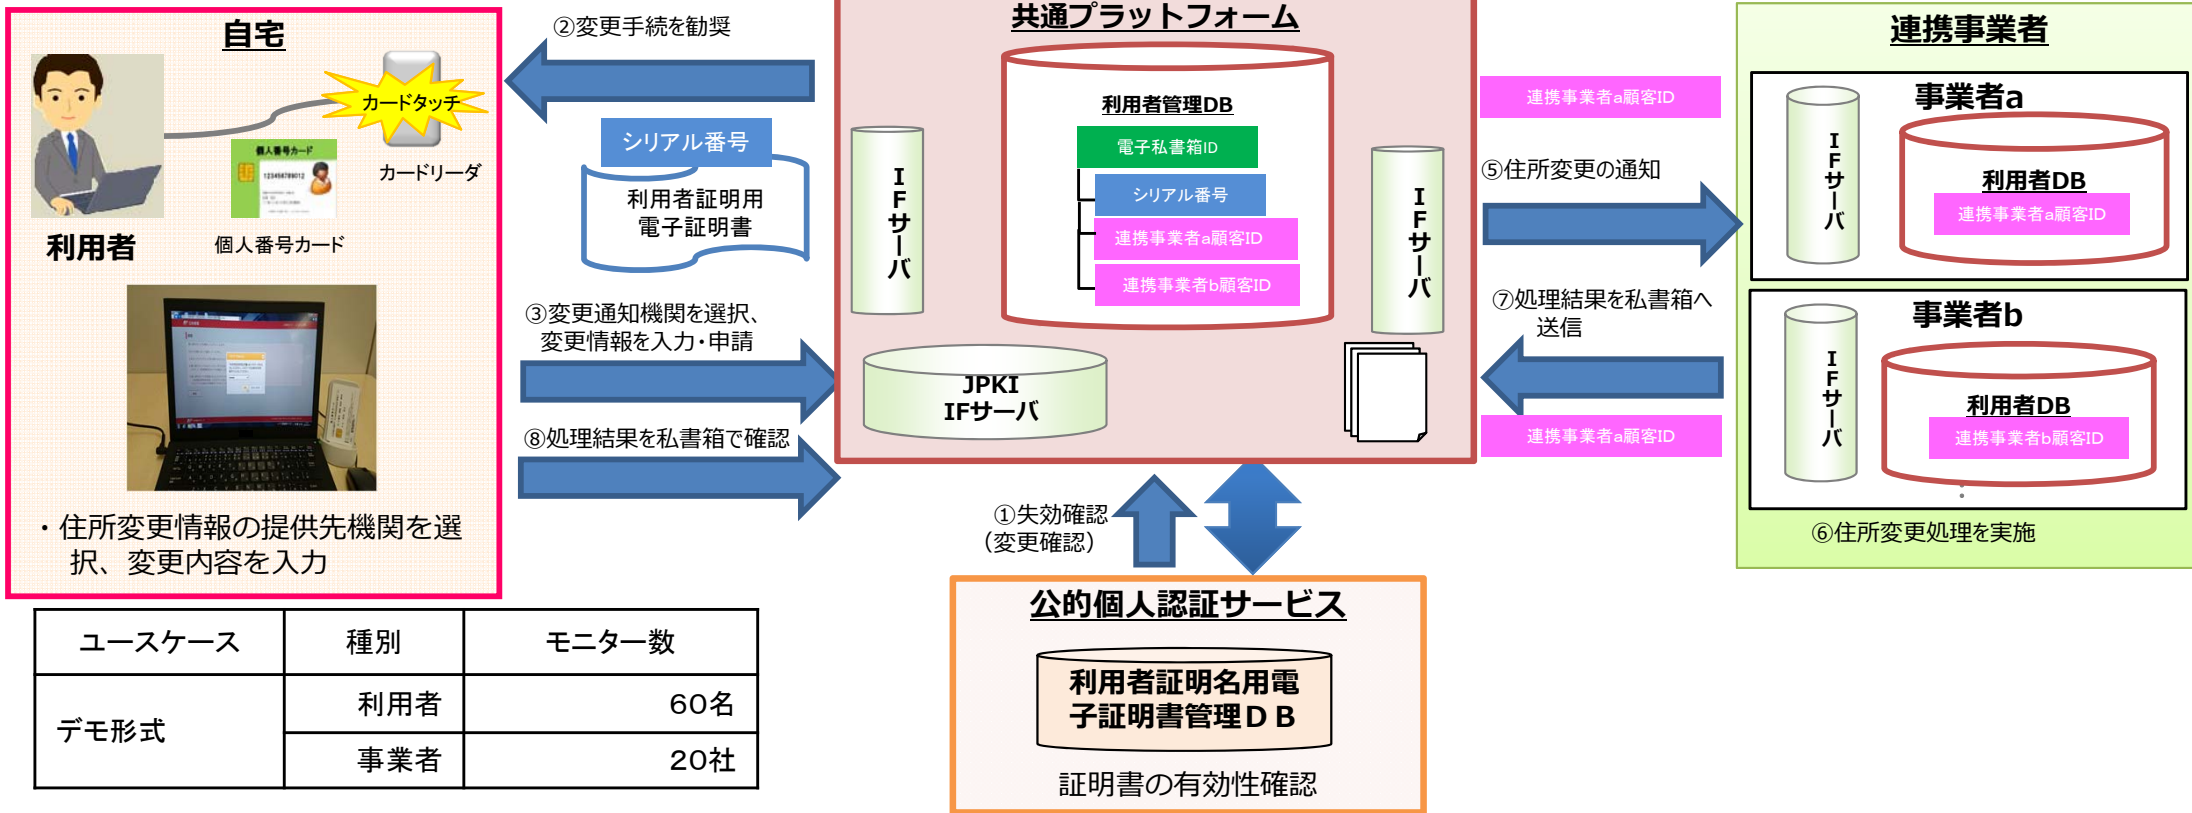 自宅
カードタッチ
カードリーダ
個人番号カード
123456789012
利用者
個人番号カード
・住所変更情報の提供先機関を選
択、変更内容を入力
②変更手続を勧奨
シリアル番号
利用者証明用
電子証明書
③変更通知機関を選択、
変更情報を入力・申請
⑧処理結果を私書箱で確認
共通プラットフォーム
利用者管理DB
電子私書箱ID
シリアル番号
連携事業者a顧客ID
連携事業者b顧客ID
IFサーバ
IFサーバ
JPKI
IFサーバ
①失効確認
（変更確認）
公的個人認証サービス
利用者証明名用電
子証明書管理ＤＢ
証明書の有効性確認
連携事業者a顧客ID
⑤住所変更の通知
⑦処理結果を私書箱へ
送信
連携事業者a顧客ID
連携事業者
事業者a
IFサーバ
利用者DB
連携事業者a顧客ID
事業者b
IFサーバ
利用者DB
連携事業者b顧客ID
⑥住所変更処理を実施
ユースケース 種別 モニター数
デモ形式 利用者 60名
事業者 20社